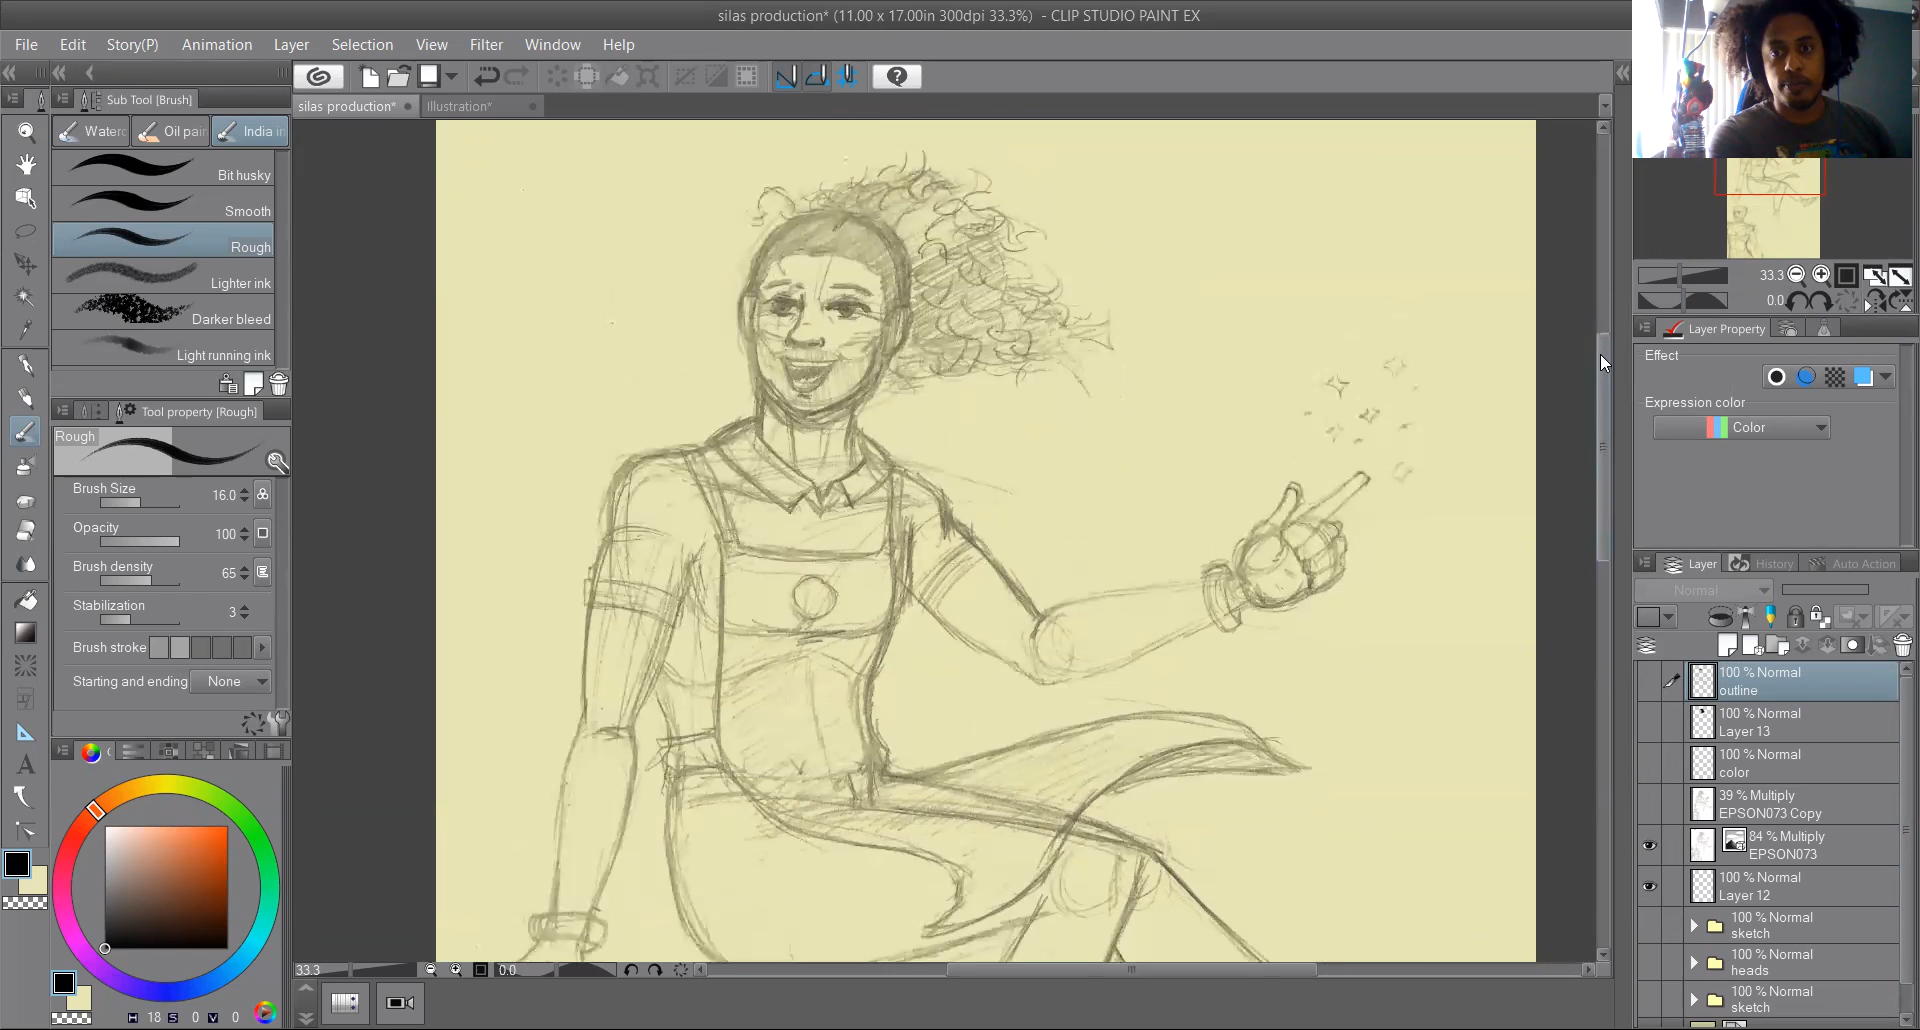 silas production* (11.00 x 17.00in 300dpi 33.3%) - CLIP STUDIO PAINT EX
File Edit Story(P) Animation Layer Selection View Filter Window Help
Sub Tool [Brush]
silas production* Illustration*
Oil pai
India in
Bit husky
Smooth
Rough
Lighter ink
Darker bleed
Light running ink
Tool property [Rough]
Rough
Brush Size 16.0
Opacity 100
Brush density 65
Stabilization 3
Brush stroke
Starting and ending None
H 18 S 0 V 0
33.3 0.0
33.3
0.0
Layer Property
Effect
Expression color
Color
Layer History Auto Action
Normal
100 % Normal
outline
100 % Normal
Layer 13
100 % Normal
color
39 % Multiply
EPSON073 Copy
84 % Multiply
EPSON073
100 % Normal
Layer 12
100 % Normal
sketch
100 % Normal
heads
100 % Normal
sketch